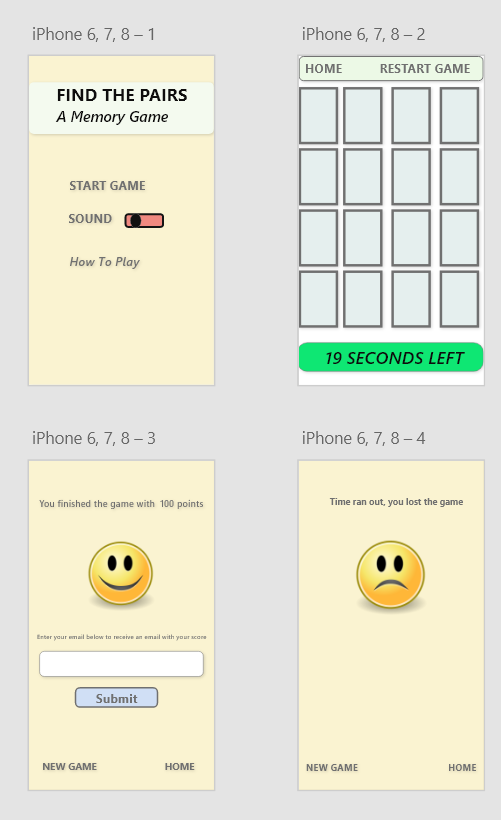 iPhone 6, 7, 8 – 1
FIND THE PAIRS
A Memory Game
START GAME
SOUND
How To Play
iPhone 6, 7, 8 – 2
HOME RESTART GAME
19 SECONDS LEFT
iPhone 6, 7, 8 – 3
You finished the game with 100 points
Enter your email below to receive an email with your score
Submit
NEW GAME HOME
iPhone 6, 7, 8 – 4
Time ran out, you lost the game
NEW GAME HOME